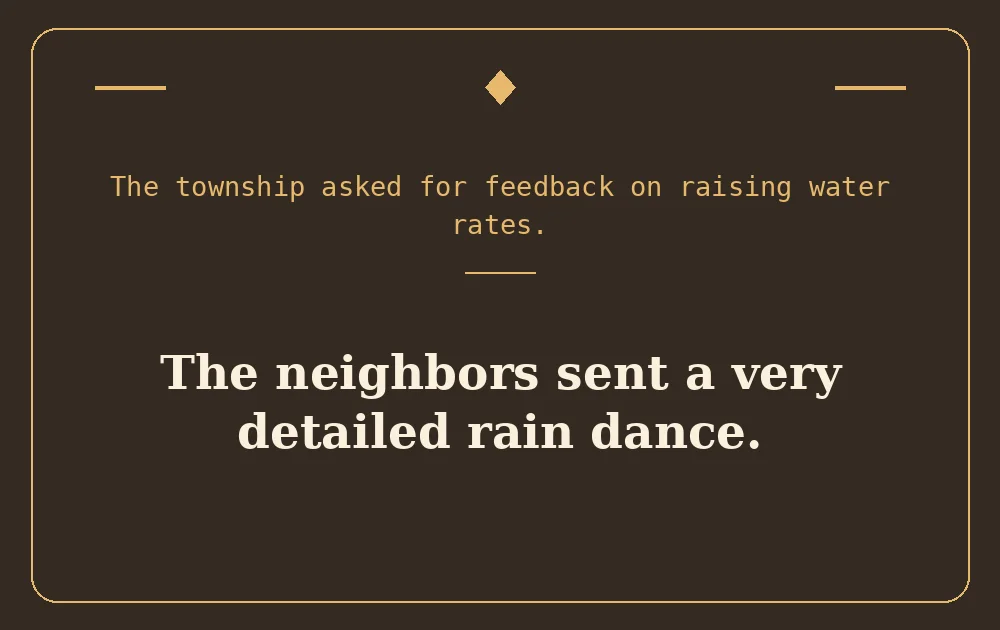 The township asked for feedback on raising water
rates.
The neighbors sent a very
detailed rain dance.